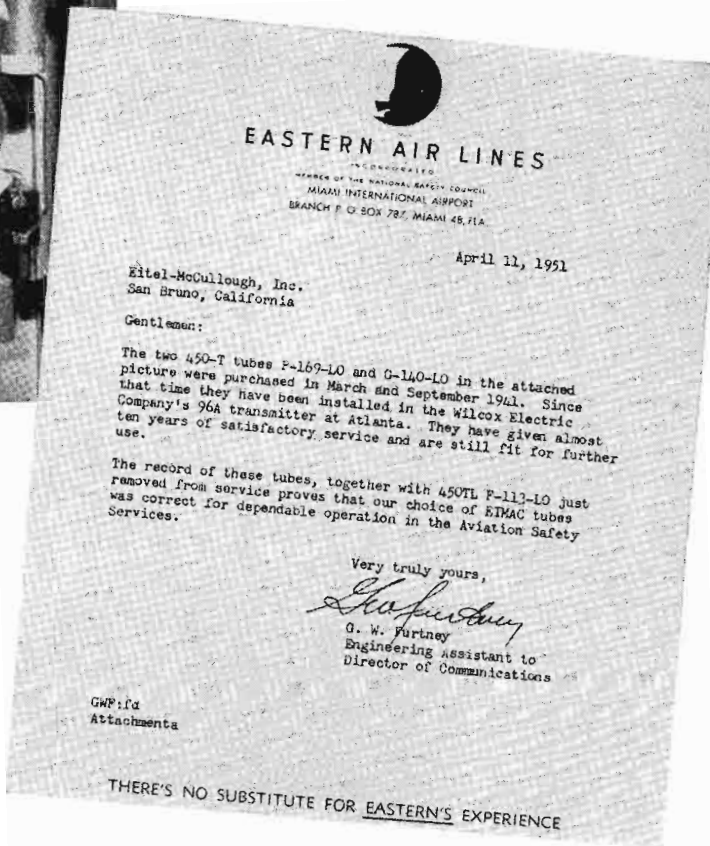 EASTERN AIR LINES
INCORPORATED
MEMBER OF THE NATIONAL SAFETY COUNCIL
MIAMI INTERNATIONAL AIRPORT
BRANCH P. O. BOX 787, MIAMI 48, FLA.
April 11, 1951
Eitel-McCullough, Inc.
San Bruno, California
Gentlemen:
The two 450-T tubes F-169-LO and G-140-LO in the attached
picture were purchased in March and September 1941. Since
that time they have been installed in the Wilcox Electric
Company's 96A transmitter at Atlanta. They have given almost
ten years of satisfactory service and are still fit for further
use.
The record of these tubes, together with 450TL F-113-LO just
removed from service proves that our choice of EIMAC tubes
was correct for dependable operation in the Aviation Safety
Services.
Very truly yours,
G. W. Furtney
Engineering Assistant to
Director of Communications
GWF:fd
Attachments
THERE'S NO SUBSTITUTE FOR EASTERN'S EXPERIENCE